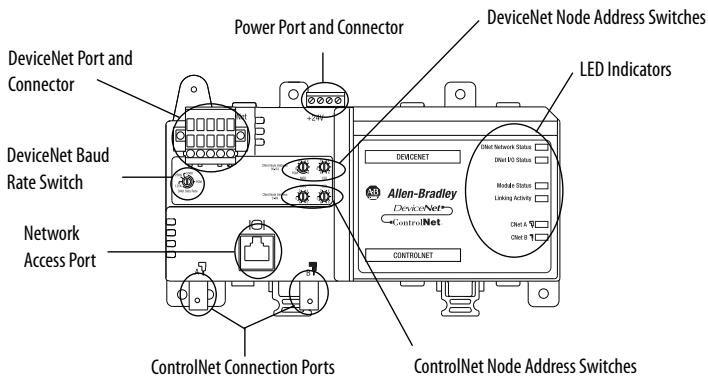 DeviceNet Node Address Switches
Power Port and Connector
DeviceNet Port and
Connector
LED Indicators
+24V
DNet Network Status
DNet I/O Status
DEVICENET
DeviceNet Baud
Rate Switch
Module Status
Linking Activity
AB Allen-Bradley
DeviceNet
ControlNet
CNet A
CNet B
Network
Access Port
CONTROLNET
A
B
ControlNet Connection Ports
ControlNet Node Address Switches